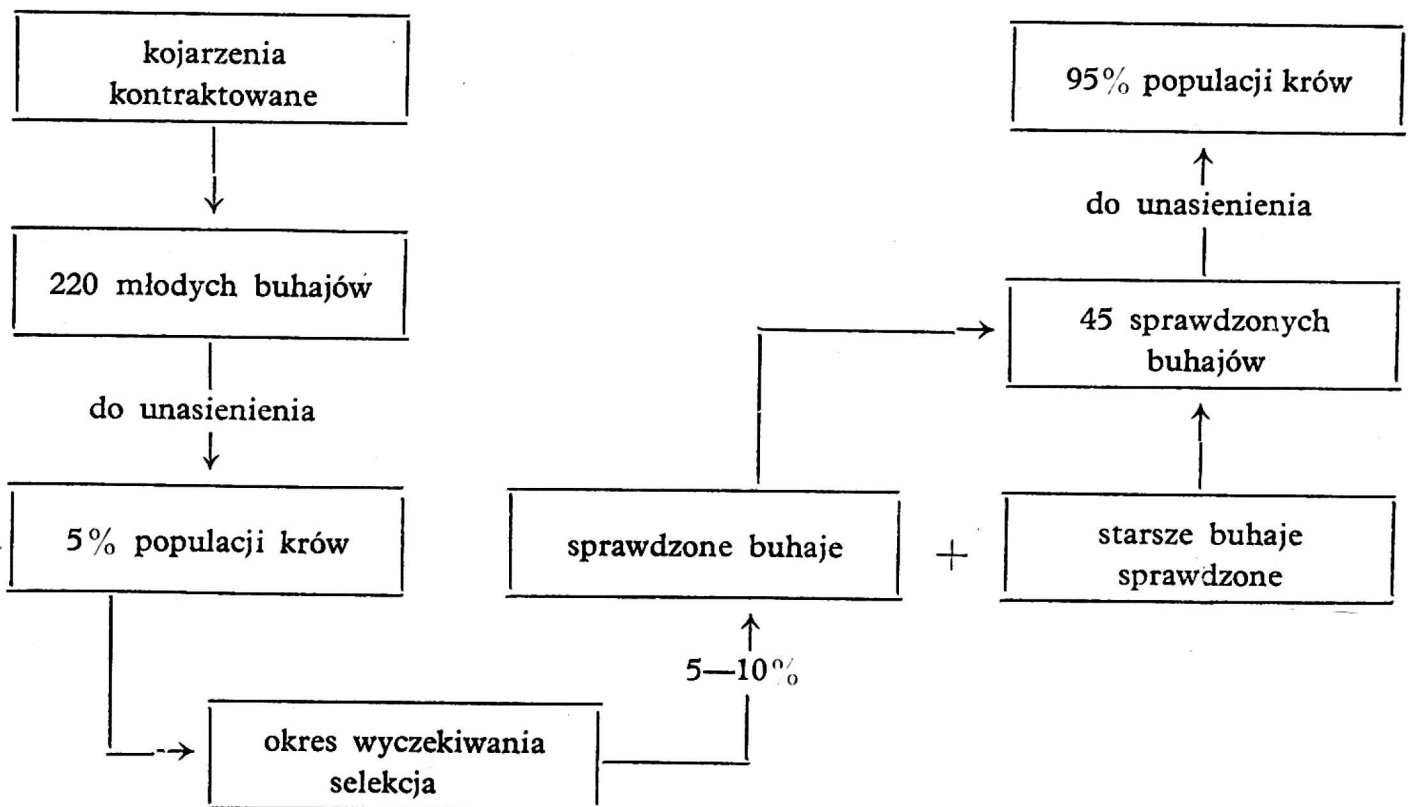 kojarzenia
kontraktowane
220 młodych buhajów
do unasienienia
5% populacji krów
okres wyczekiwania
selekcja
5—10%
sprawdzone buhaje
+
starsze buhaje
sprawdzone
45 sprawdzonych
buhajów
do unasienienia
95% populacji krów